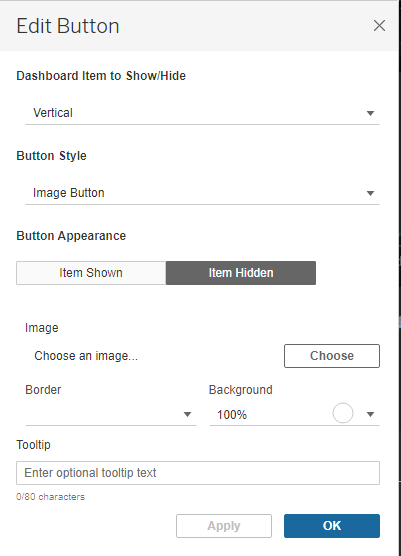 Edit Button
Dashboard Item to Show/Hide
Vertical
Button Style
Image Button
Button Appearance
Item Shown Item Hidden
Image
Choose an image... Choose
Border Background
100%
Tooltip
Enter optional tooltip text
0/80 characters
Apply OK